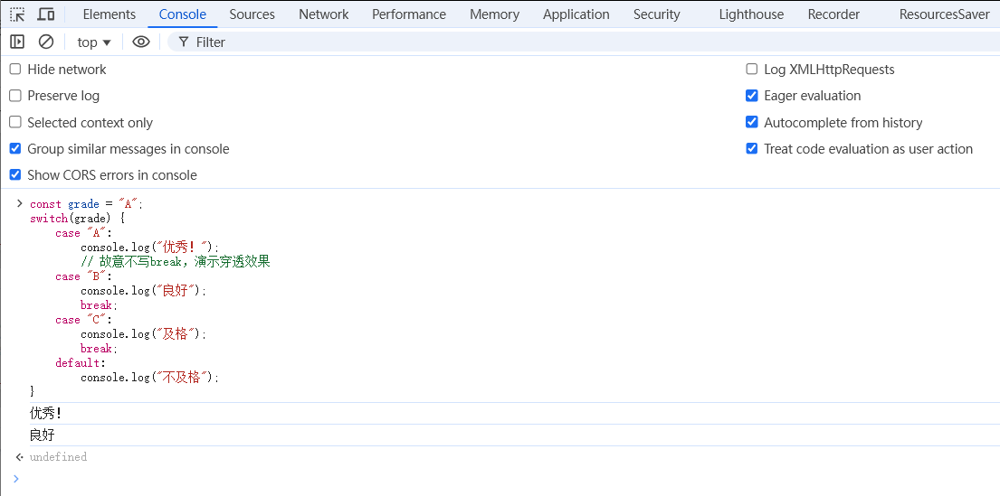 Elements Console Sources Network Performance Memory Application Security Lighthouse Recorder ResourcesSaver
top Filter
Hide network Log XMLHttpRequests
Preserve log Eager evaluation
Selected context only Autocomplete from history
Group similar messages in console Treat code evaluation as user action
Show CORS errors in console
const grade = "A";
switch(grade) {
    case "A":
        console.log("优秀!");
        // 故意不写break，演示穿透效果
    case "B":
        console.log("良好");
        break;
    case "C":
        console.log("及格");
        break;
    default:
        console.log("不及格");
}
优秀!
良好
undefined